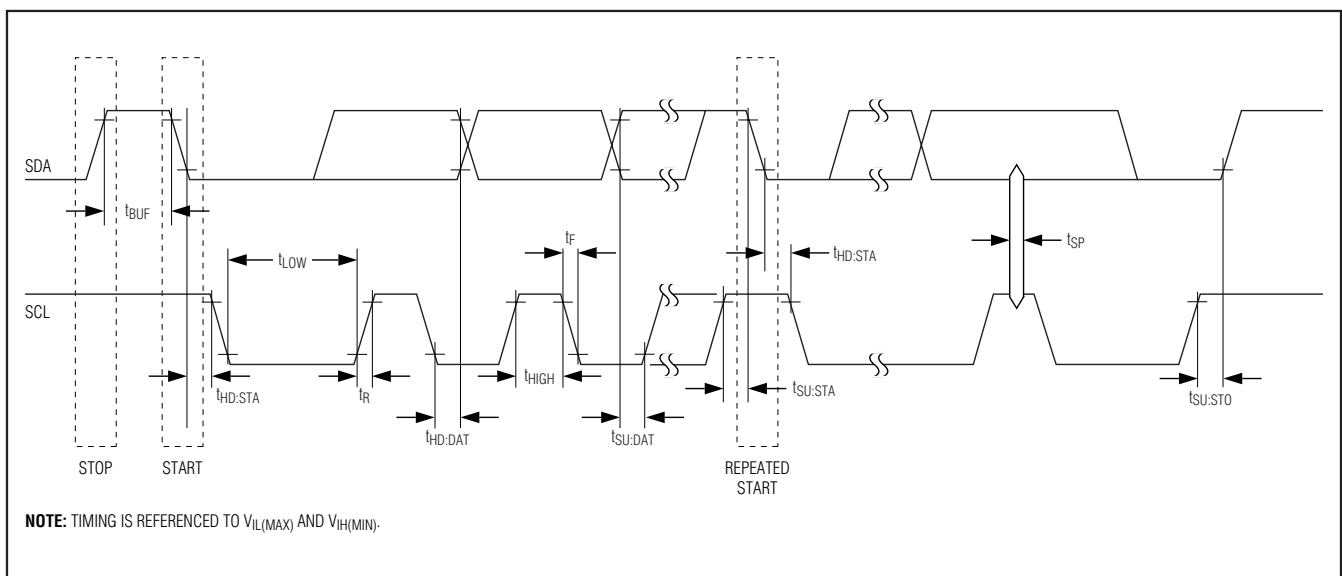 SDA
tBUF
tLOW
tF
tHD:STA
tSP
SCL
tHD:STA
tR
tHIGH
tHD:DAT
tSU:DAT
tSU:STA
tSU:STO
STOP
START
REPEATED
START
NOTE: TIMING IS REFERENCED TO VIL(MAX) AND VIH(MIN).